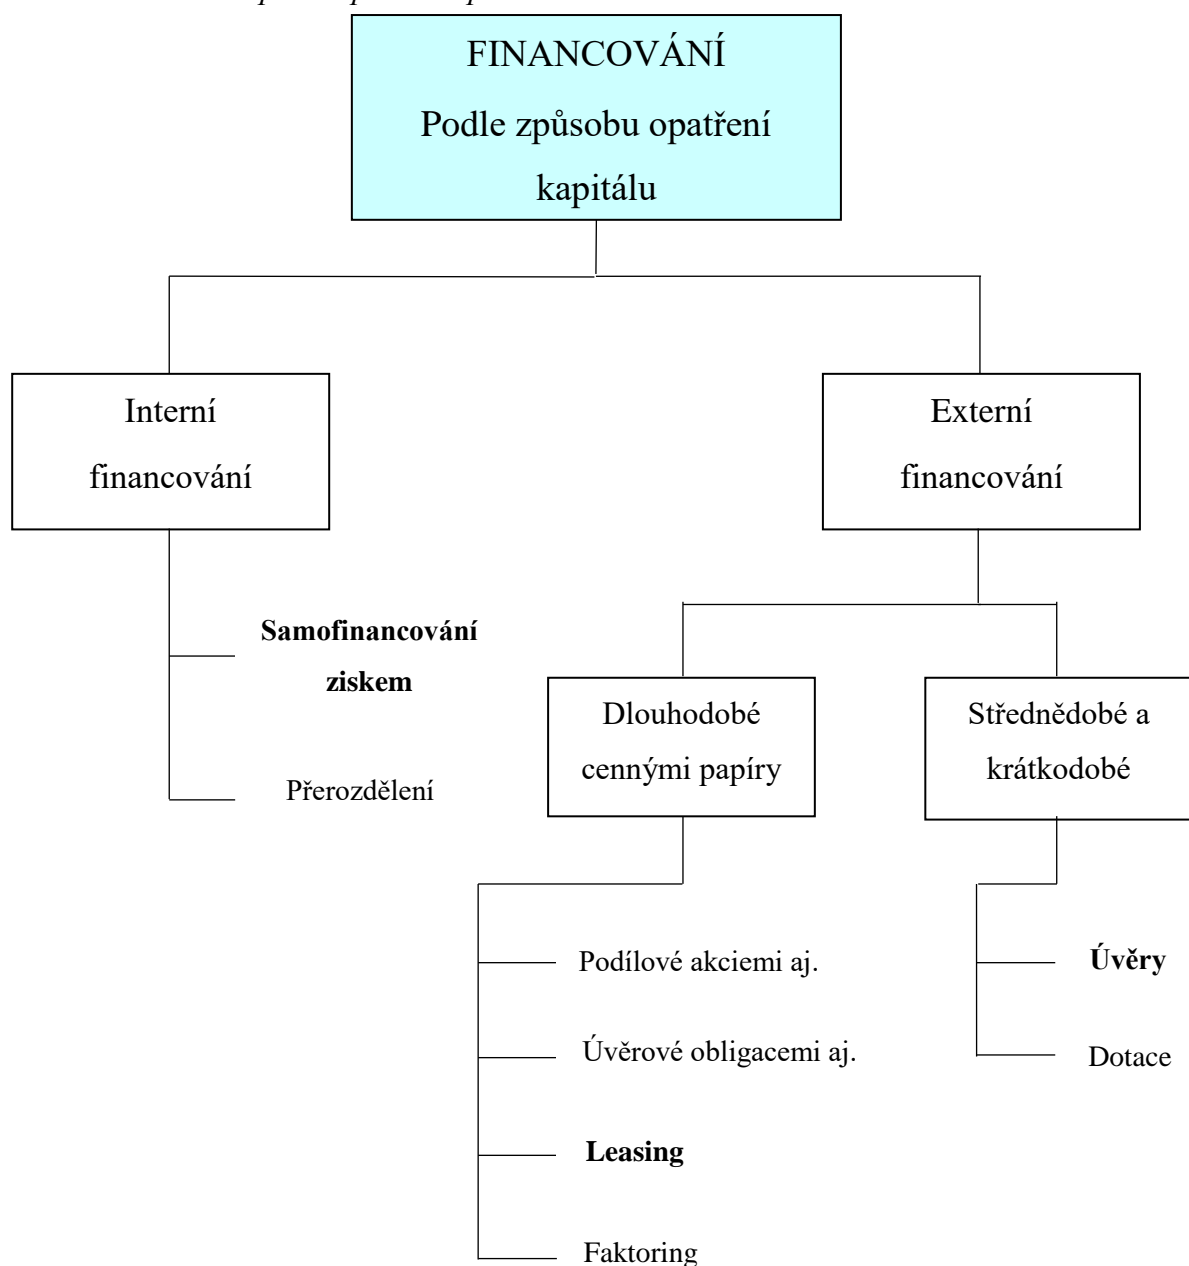 FINANCOVÁNÍ
Podle způsobu opatření
kapitálu
Interní
financování
Externí
financování
Samofinancování
ziskem
Přerozdělení
Dlouhodobé
cennými papíry
Střednědobé a
krátkodobé
Podílové akciemi aj.
Úvěrové obligacemi aj.
Leasing
Faktoring
Úvěry
Dotace